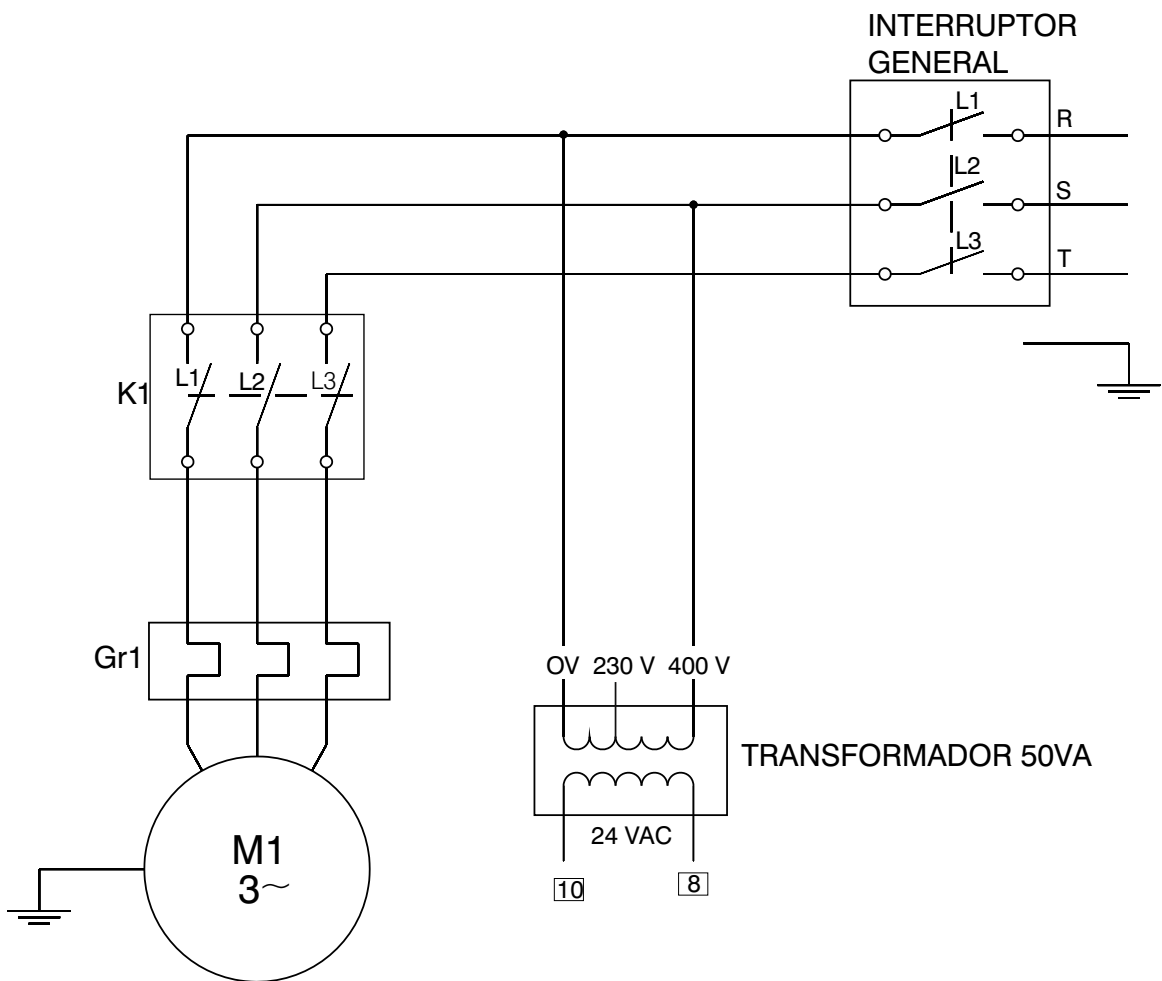 INTERRUPTOR
GENERAL
L1
R
L2
S
L3
T
K1
L1
L2
L3
Gr1
OV 230 V 400 V
TRANSFORMADOR 50VA
24 VAC
10
8
M1
3~